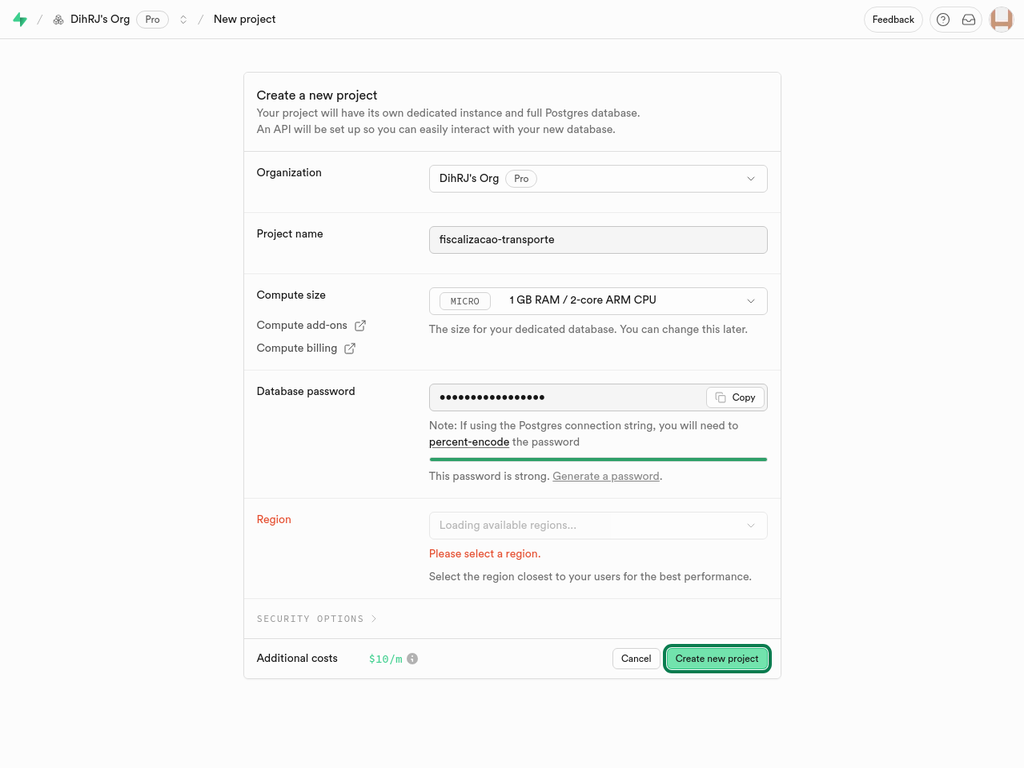 DihRJ's Org Pro New project Feedback
Create a new project
Your project will have its own dedicated instance and full Postgres database.
An API will be set up so you can easily interact with your new database.
Organization
DihRJ's Org Pro
Project name
fiscalizacao-transporte
Compute size
MICRO 1 GB RAM / 2-core ARM CPU
Compute add-ons
The size for your dedicated database. You can change this later.
Compute billing
Database password
••••••••••••••••• Copy
Note: If using the Postgres connection string, you will need to
percent-encode the password
This password is strong. Generate a password.
Region
Loading available regions...
Please select a region.
Select the region closest to your users for the best performance.
SECURITY OPTIONS
Additional costs $10/m Cancel Create new project